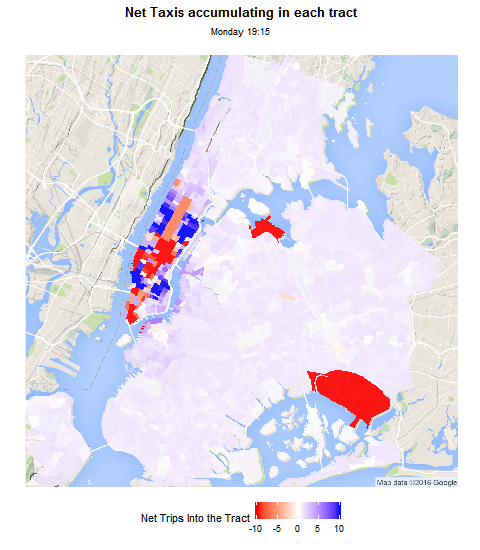 Net Taxis accumulating in each tract
Monday 19:15
Map data ©2016 Google
Net Trips Into the Tract
-10 -5 0 5 10